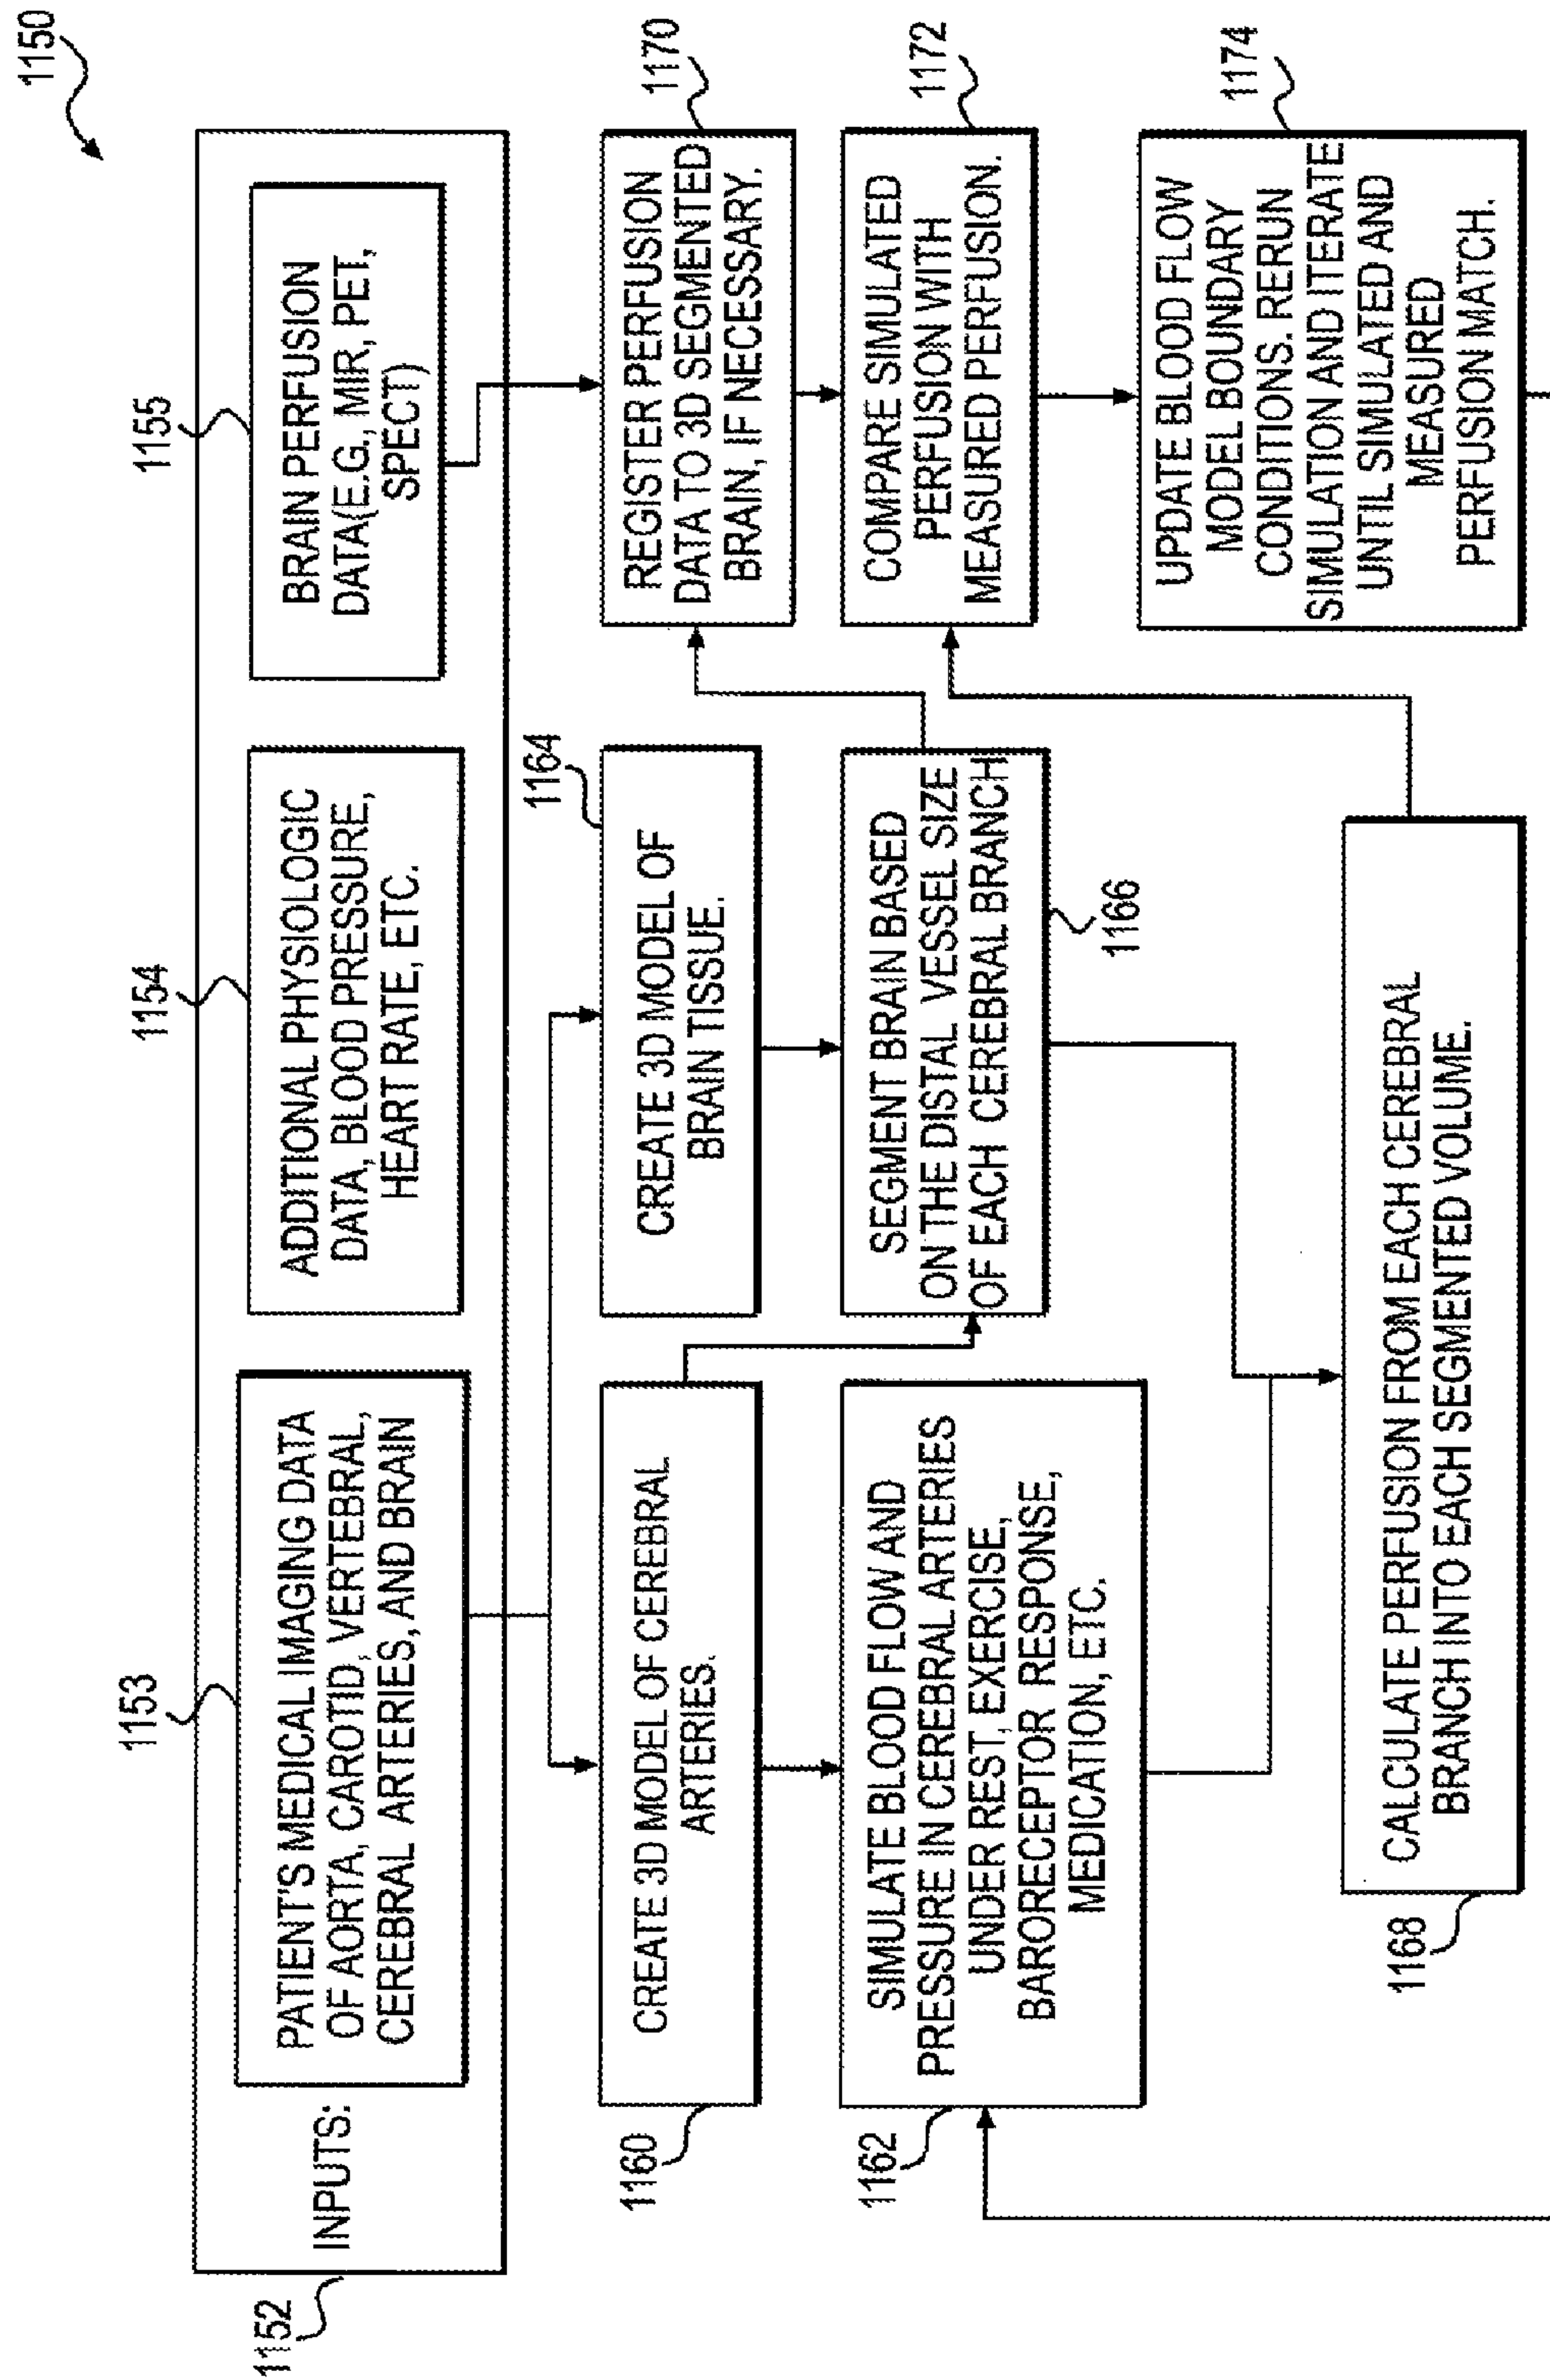 1150
1152
INPUTS:
1153
PATIENT'S MEDICAL IMAGING DATA
OF AORTA, CAROTID, VERTEBRAL,
CEREBRAL ARTERIES, AND BRAIN
1154
ADDITIONAL PHYSIOLOGIC
DATA, BLOOD PRESSURE,
HEART RATE, ETC.
1155
BRAIN PERFUSION
DATA(E.G., MIR, PET,
SPECT)
1160
CREATE 3D MODEL OF CEREBRAL
ARTERIES.
1164
CREATE 3D MODEL OF
BRAIN TISSUE.
1170
REGISTER PERFUSION
DATA TO 3D SEGMENTED
BRAIN, IF NECESSARY.
1162
SIMULATE BLOOD FLOW AND
PRESSURE IN CEREBRAL ARTERIES
UNDER REST, EXERCISE,
BARORECEPTOR RESPONSE,
MEDICATION, ETC.
SEGMENT BRAIN BASED
ON THE DISTAL VESSEL SIZE
OF EACH CEREBRAL BRANCH
1166
1172
COMPARE SIMULATED
PERFUSION WITH
MEASURED PERFUSION.
1168
CALCULATE PERFUSION FROM EACH CEREBRAL
BRANCH INTO EACH SEGMENTED VOLUME.
1174
UPDATE BLOOD FLOW
MODEL BOUNDARY
CONDITIONS. RERUN
SIMULATION AND ITERATE
UNTIL SIMULATED AND
MEASURED
PERFUSION MATCH.